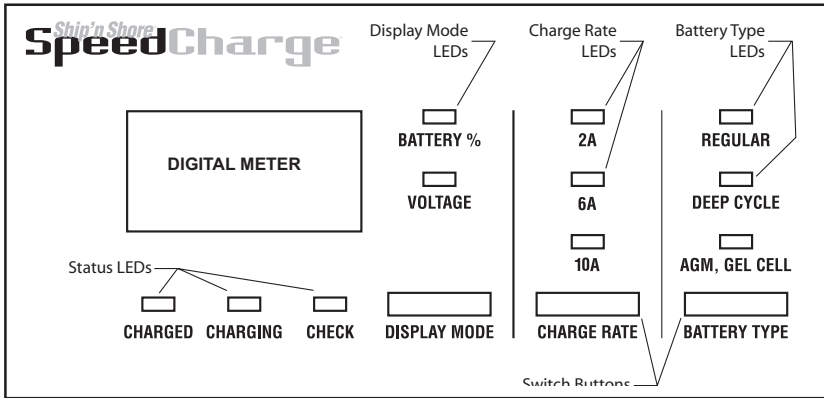 Ship'n Shore
SpeedCharge
Display Mode
LEDs
Charge Rate
LEDs
Battery Type
LEDs
DIGITAL METER
BATTERY %
VOLTAGE
2A
6A
10A
REGULAR
DEEP CYCLE
AGM, GEL CELL
Status LEDs
CHARGED
CHARGING
CHECK
DISPLAY MODE
CHARGE RATE
BATTERY TYPE
Switch Buttons